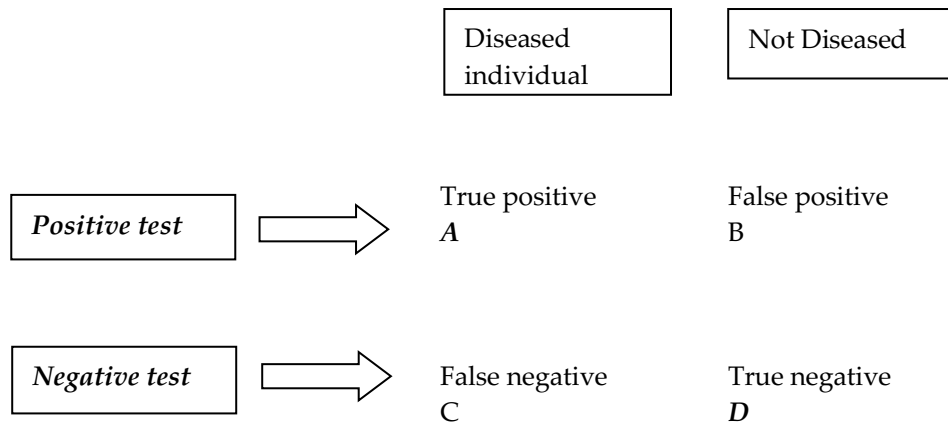 Diseased
individual
Not Diseased
Positive test
True positive
A
False positive
B
Negative test
False negative
C
True negative
D